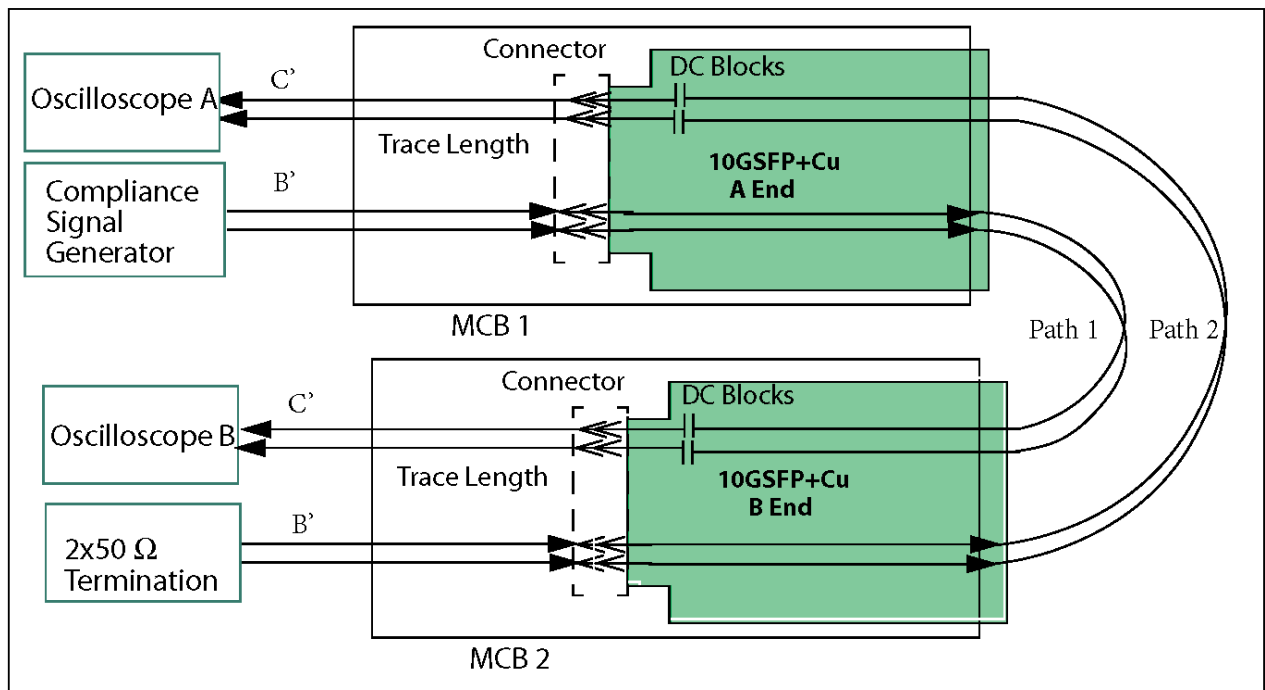 Connector
DC Blocks
C’
Oscilloscope A
Trace Length
10GSFP+Cu
A End
B’
Compliance
Signal
Generator
MCB 1
Path 1
Path 2
Connector
DC Blocks
C’
Oscilloscope B
Trace Length
10GSFP+Cu
B End
B’
2x50 Ω
Termination
MCB 2